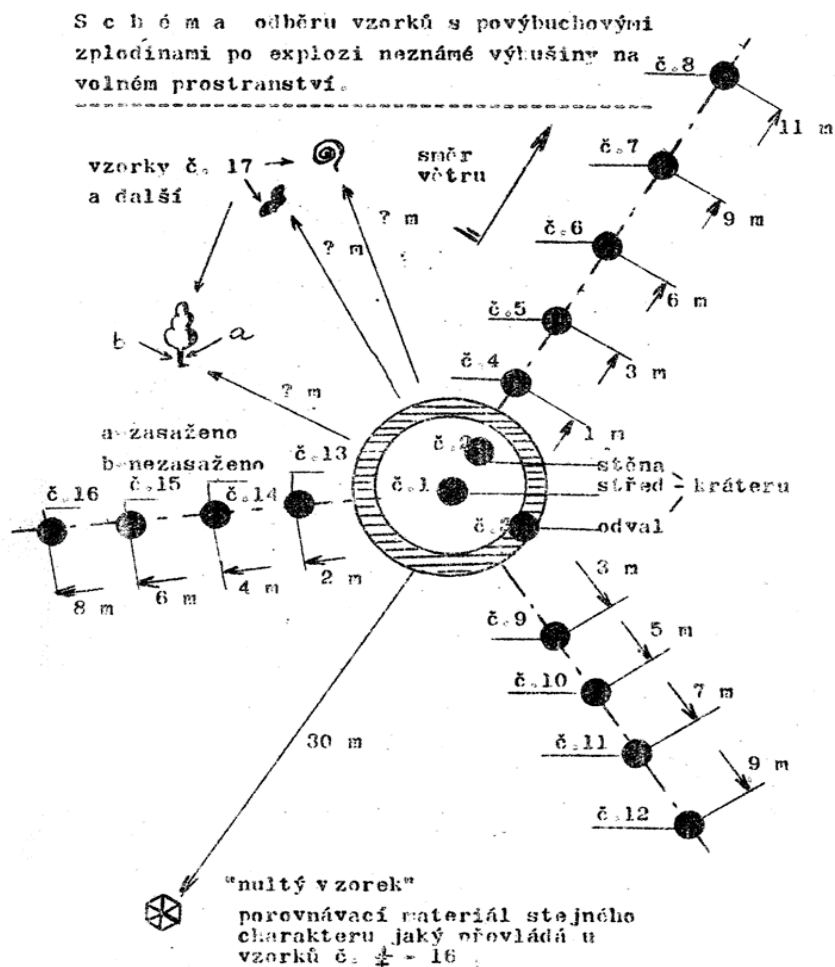 S c h é m a odběru vzorků s povýbuchovými
zplodinami po explozi neznámé výbušiny na
volném prostranství.
č.8
11 m
vzorky č. 17
a další
směr
větru
č.7
9 m
? m
? m
č.6
6 m
č.5
3 m
b
a
? m
č.4
1 m
a-zasaženo
b-nezasaženo
č.13
č.16
č.15
č.14
č.1
stěna
střed - kráteru
odval
8 m
6 m
4 m
2 m
3 m
č.9
5 m
č.10
7 m
č.11
9 m
č.12
30 m
"nultý vzorek"
porovnávací materiál stejného
charakteru jaký převládá u
vzorků č. - 16